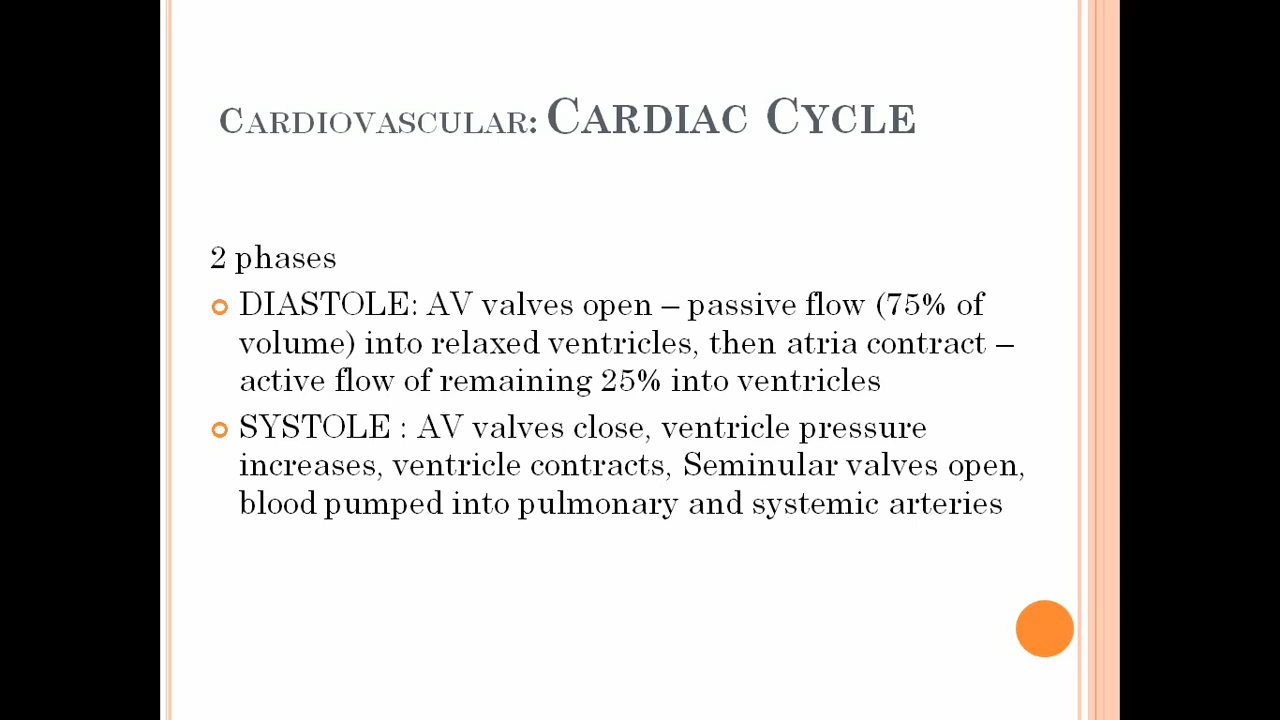 Cardiovascular: Cardiac Cycle
2 phases
DIASTOLE: AV valves open – passive flow (75% of
volume) into relaxed ventricles, then atria contract –
active flow of remaining 25% into ventricles
SYSTOLE : AV valves close, ventricle pressure
increases, ventricle contracts, Seminular valves open,
blood pumped into pulmonary and systemic arteries